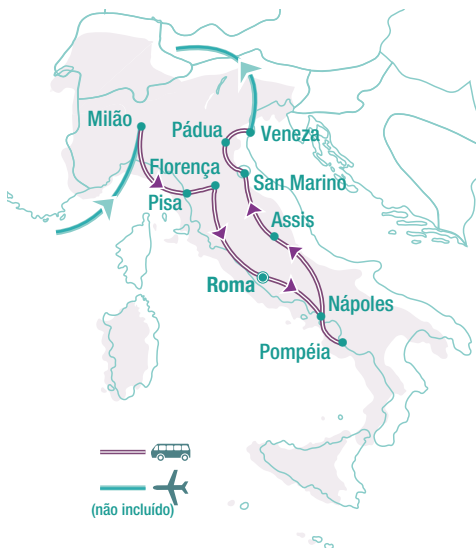 Milão
Pádua
Veneza
Florença
San Marino
Pisa
Assis
Roma
Nápoles
Pompéia
(não incluído)